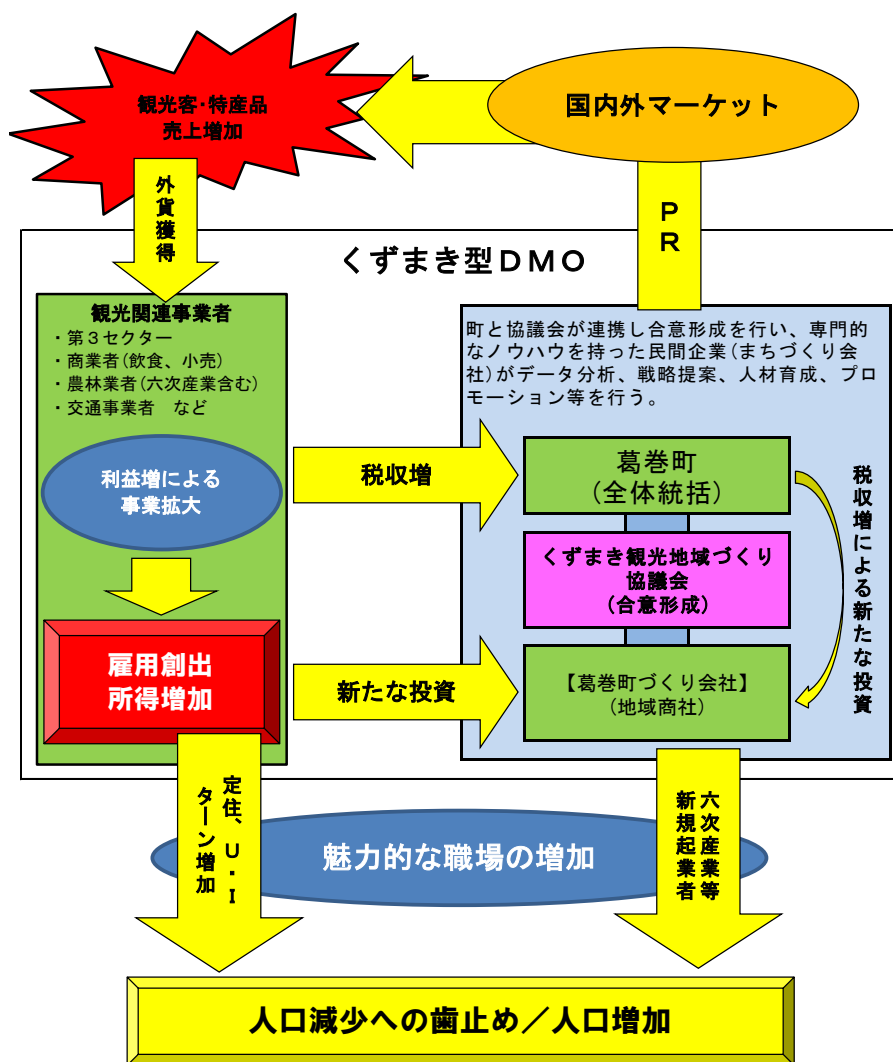 観光客・特産品
売上増加
国内外マーケット
外貨獲得
ＰＲ
くずまき型ＤＭＯ
観光関連事業者
・第３セクター
・商業者(飲食、小売)
・農林業者(六次産業含む)
・交通事業者　など
町と協議会が連携し合意形成を行い、専門的
なノウハウを持った民間企業(まちづくり会
社)がデータ分析、戦略提案、人材育成、プロ
モーション等を行う。
利益増による
事業拡大
税収増
葛巻町
(全体統括)
くずまき観光地域づくり
協議会
(合意形成)
税収増による新たな投資
雇用創出
所得増加
新たな投資
【葛巻町づくり会社】
(地域商社)
定住、Ｕ・Ｉ
ターン増加
魅力的な職場の増加
六次産業等
新規起業者
人口減少への歯止め／人口増加